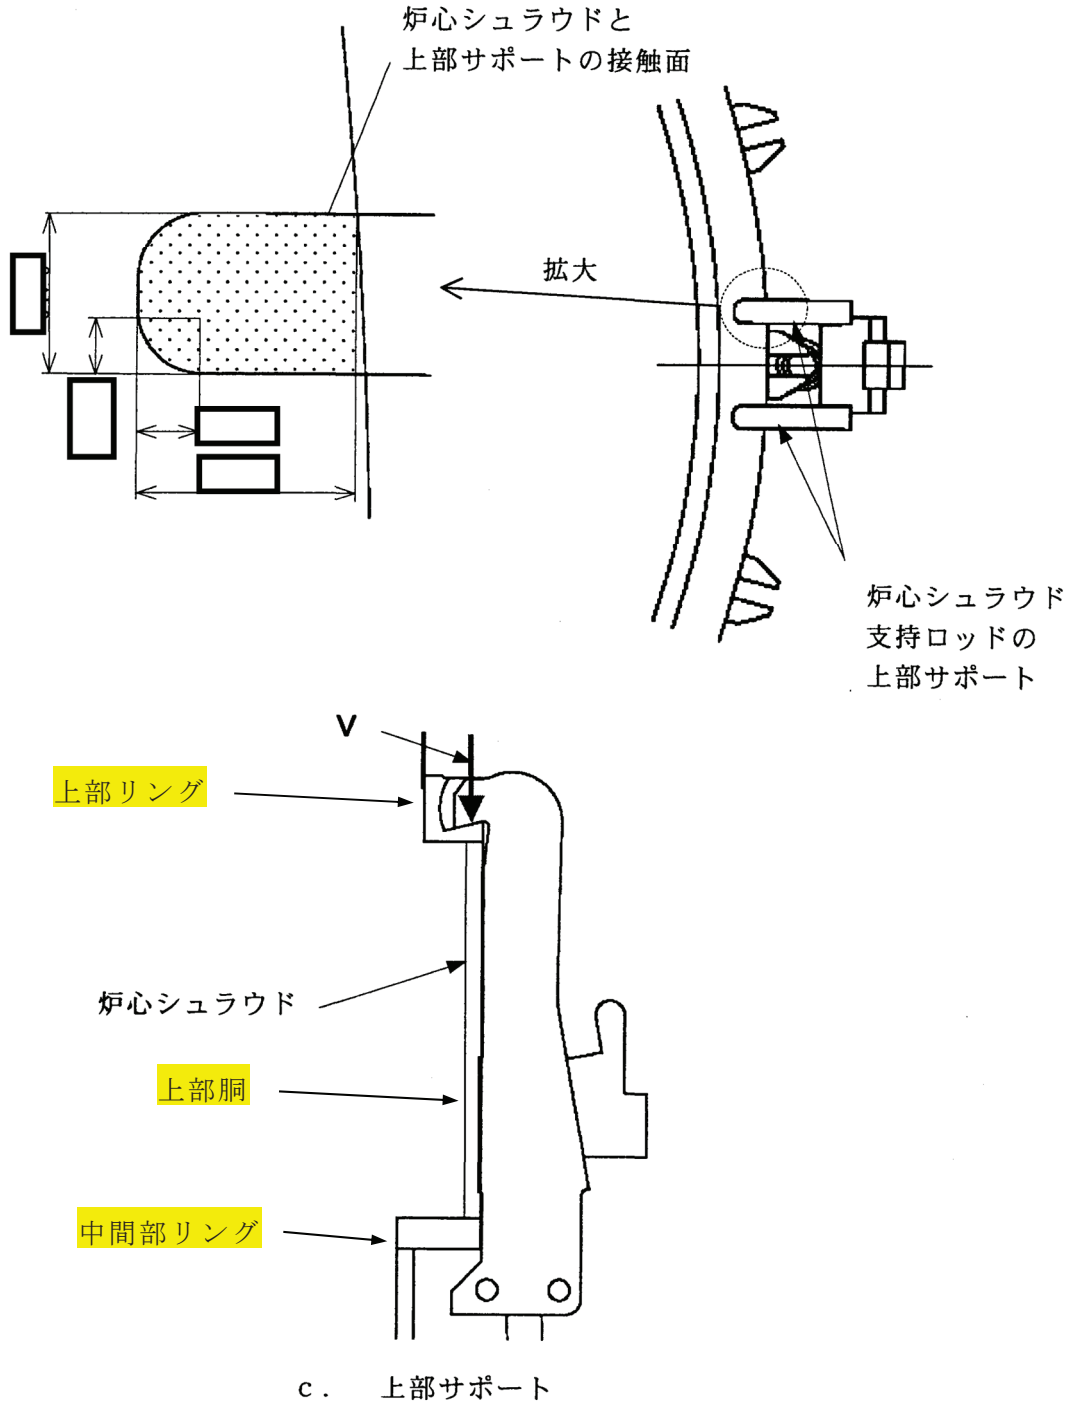 炉心シュラウドと
上部サポートの接触面
拡大
炉心シュラウド
支持ロッドの
上部サポート
V
上部リング
炉心シュラウド
上部胴
中間部リング
c. 上部サポート